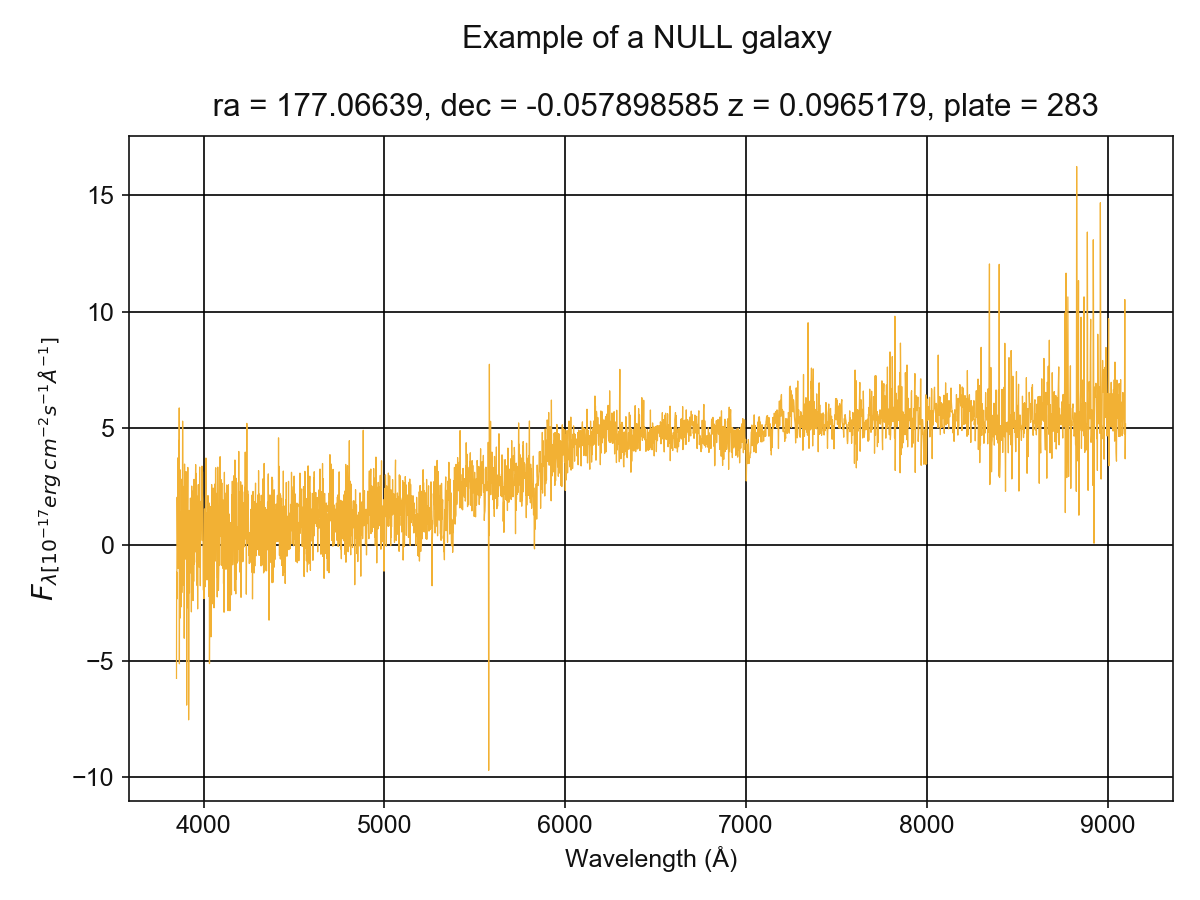 Example of a NULL galaxy
ra = 177.06639, dec = -0.057898585 z = 0.0965179, plate = 283
15
10
5
0
−5
−10
F_λ[10^{−17} erg cm^{−2} s^{−1} Å^{−1}]
4000 5000 6000 7000 8000 9000
Wavelength (Å)